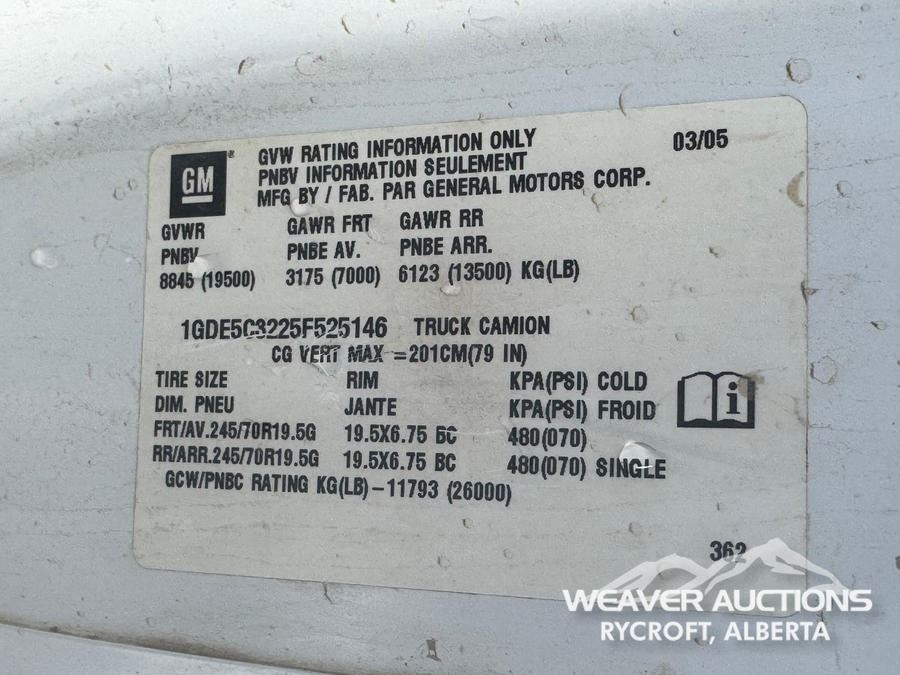 GM
GVW RATING INFORMATION ONLY
PNBV INFORMATION SEULEMENT
MFG BY / FAB. PAR GENERAL MOTORS CORP.
03/05
GVWR GAWR FRT GAWR RR
PNBV PNBE AV. PNBE ARR.
8845 (19500) 3175 (7000) 6123 (13500) KG(LB)
1GDE5C3225F525146 TRUCK CAMION
CG VERT MAX =201CM(79 IN)
TIRE SIZE RIM KPA(PSI) COLD
DIM. PNEU JANTE KPA(PSI) FROID
FRT/AV.245/70R19.5G 19.5X6.75 BC 480(070)
RR/ARR.245/70R19.5G 19.5X6.75 BC 480(070) SINGLE
GCW/PNBC RATING KG(LB)-11793 (26000)
362
WEAVER AUCTIONS
RYCROFT, ALBERTA